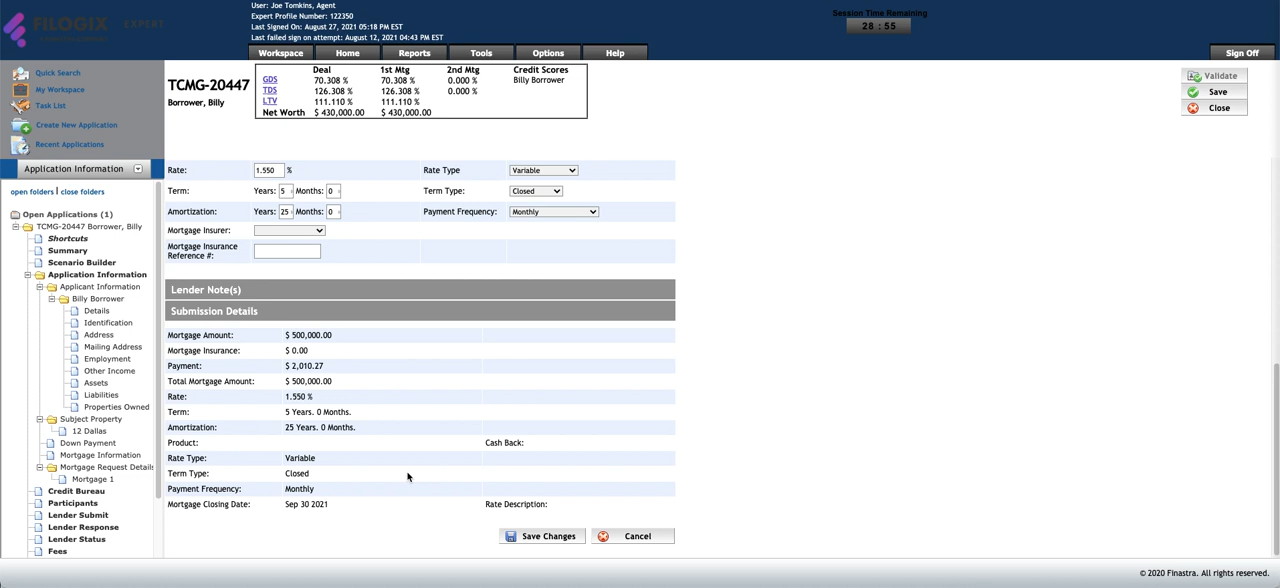 User: Joe Tomkins, Agent
Expert Profile Number: 122350
Last Signed On: August 27, 2021 05:18 PM EST
Last failed sign on attempt: August 12, 2021 04:43 PM EST
FILOGIX EXPERT
Session Time Remaining
28 : 55
Workspace Home Reports Tools Options Help Sign Off
Quick Search
My Workspace
Task List
Create New Application
Recent Applications
TCMG-20447
Borrower, Billy
Deal 1st Mtg 2nd Mtg Credit Scores
GDS 70.308 % 70.308 % 0.000 % Billy Borrower
TDS 126.308 % 126.308 % 0.000 %
LTV 111.110 % 111.110 %
Net Worth $ 430,000.00 $ 430,000.00
Validate
Save
Close
Application Information
open folders | close folders
Open Applications (1)
TCMG-20447 Borrower, Billy
Shortcuts
Summary
Scenario Builder
Application Information
Applicant Information
Billy Borrower
Details
Identification
Address
Mailing Address
Employment
Other Income
Assets
Liabilities
Properties Owned
Subject Property
12 Dallas
Down Payment
Mortgage Information
Mortgage Request Details
Mortgage 1
Credit Bureau
Participants
Lender Submit
Lender Response
Lender Status
Fees
Rate: 1.550 % Rate Type Variable
Term: Years: 5 Months: 0 Term Type: Closed
Amortization: Years: 25 Months: 0 Payment Frequency: Monthly
Mortgage Insurer:
Mortgage Insurance
Reference #:
Lender Note(s)
Submission Details
Mortgage Amount: $ 500,000.00
Mortgage Insurance: $ 0.00
Payment: $ 2,010.27
Total Mortgage Amount: $ 500,000.00
Rate: 1.550 %
Term: 5 Years. 0 Months.
Amortization: 25 Years. 0 Months.
Product: Cash Back:
Rate Type: Variable
Term Type: Closed
Payment Frequency: Monthly
Mortgage Closing Date: Sep 30 2021 Rate Description:
Save Changes Cancel
© 2020 Finastra. All rights reserved.